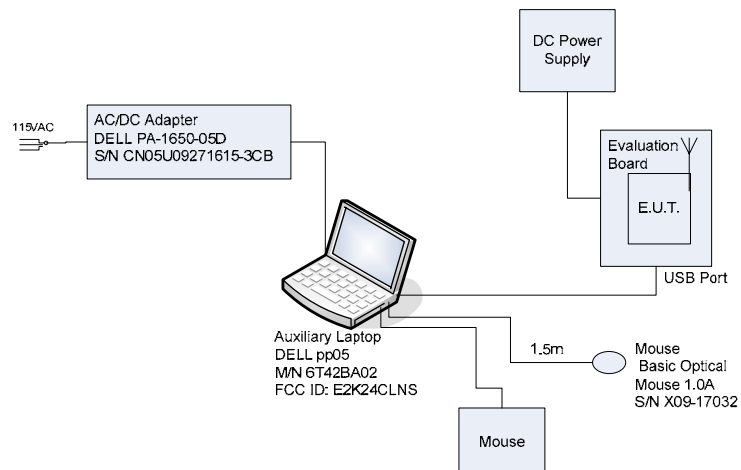 DC Power
Supply
115VAC
AC/DC Adapter
DELL PA-1650-05D
S/N CN05U09271615-3CB
Evaluation
Board
E.U.T.
USB Port
Auxiliary Laptop
DELL pp05
M/N 6T42BA02
FCC ID: E2K24CLNS
1.5m
Mouse
Basic Optical
Mouse 1.0A
S/N X09-17032
Mouse